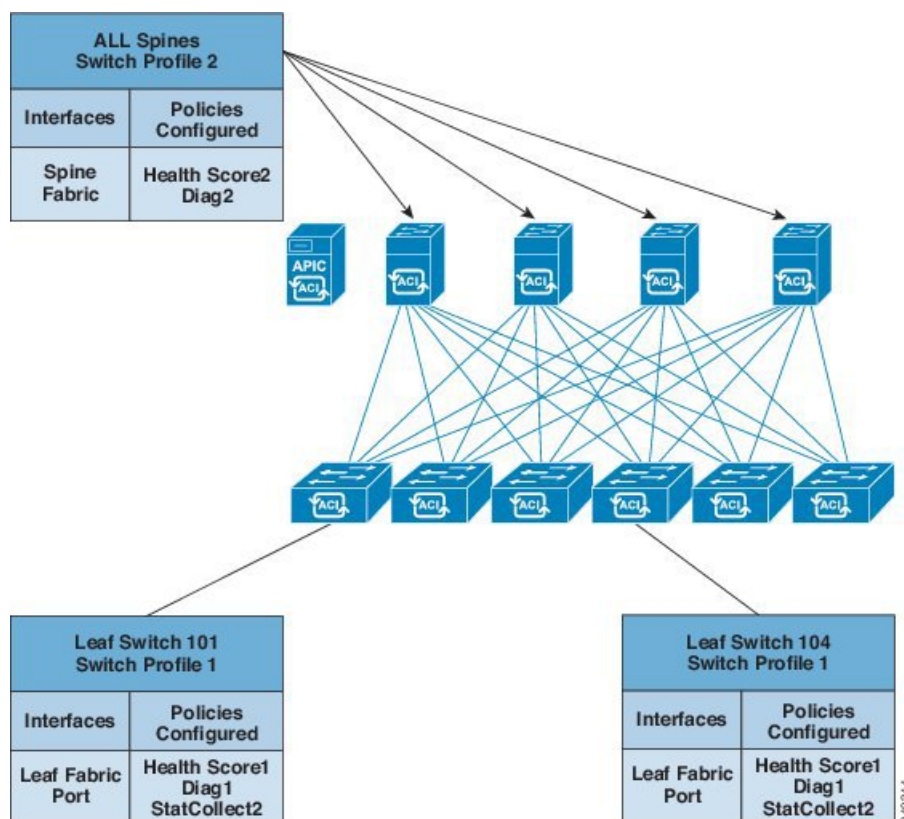 ALL Spines
Switch Profile 2
Interfaces
Policies
Configured
Spine
Fabric
Health Score2
Diag2
APIC
ACI
ACI
ACI
ACI
ACI
ACI
ACI
ACI
ACI
ACI
ACI
Leaf Switch 101
Switch Profile 1
Interfaces
Policies
Configured
Leaf Fabric
Port
Health Score1
Diag1
StatCollect2
Leaf Switch 104
Switch Profile 1
Interfaces
Policies
Configured
Leaf Fabric
Port
Health Score1
Diag1
StatCollect2